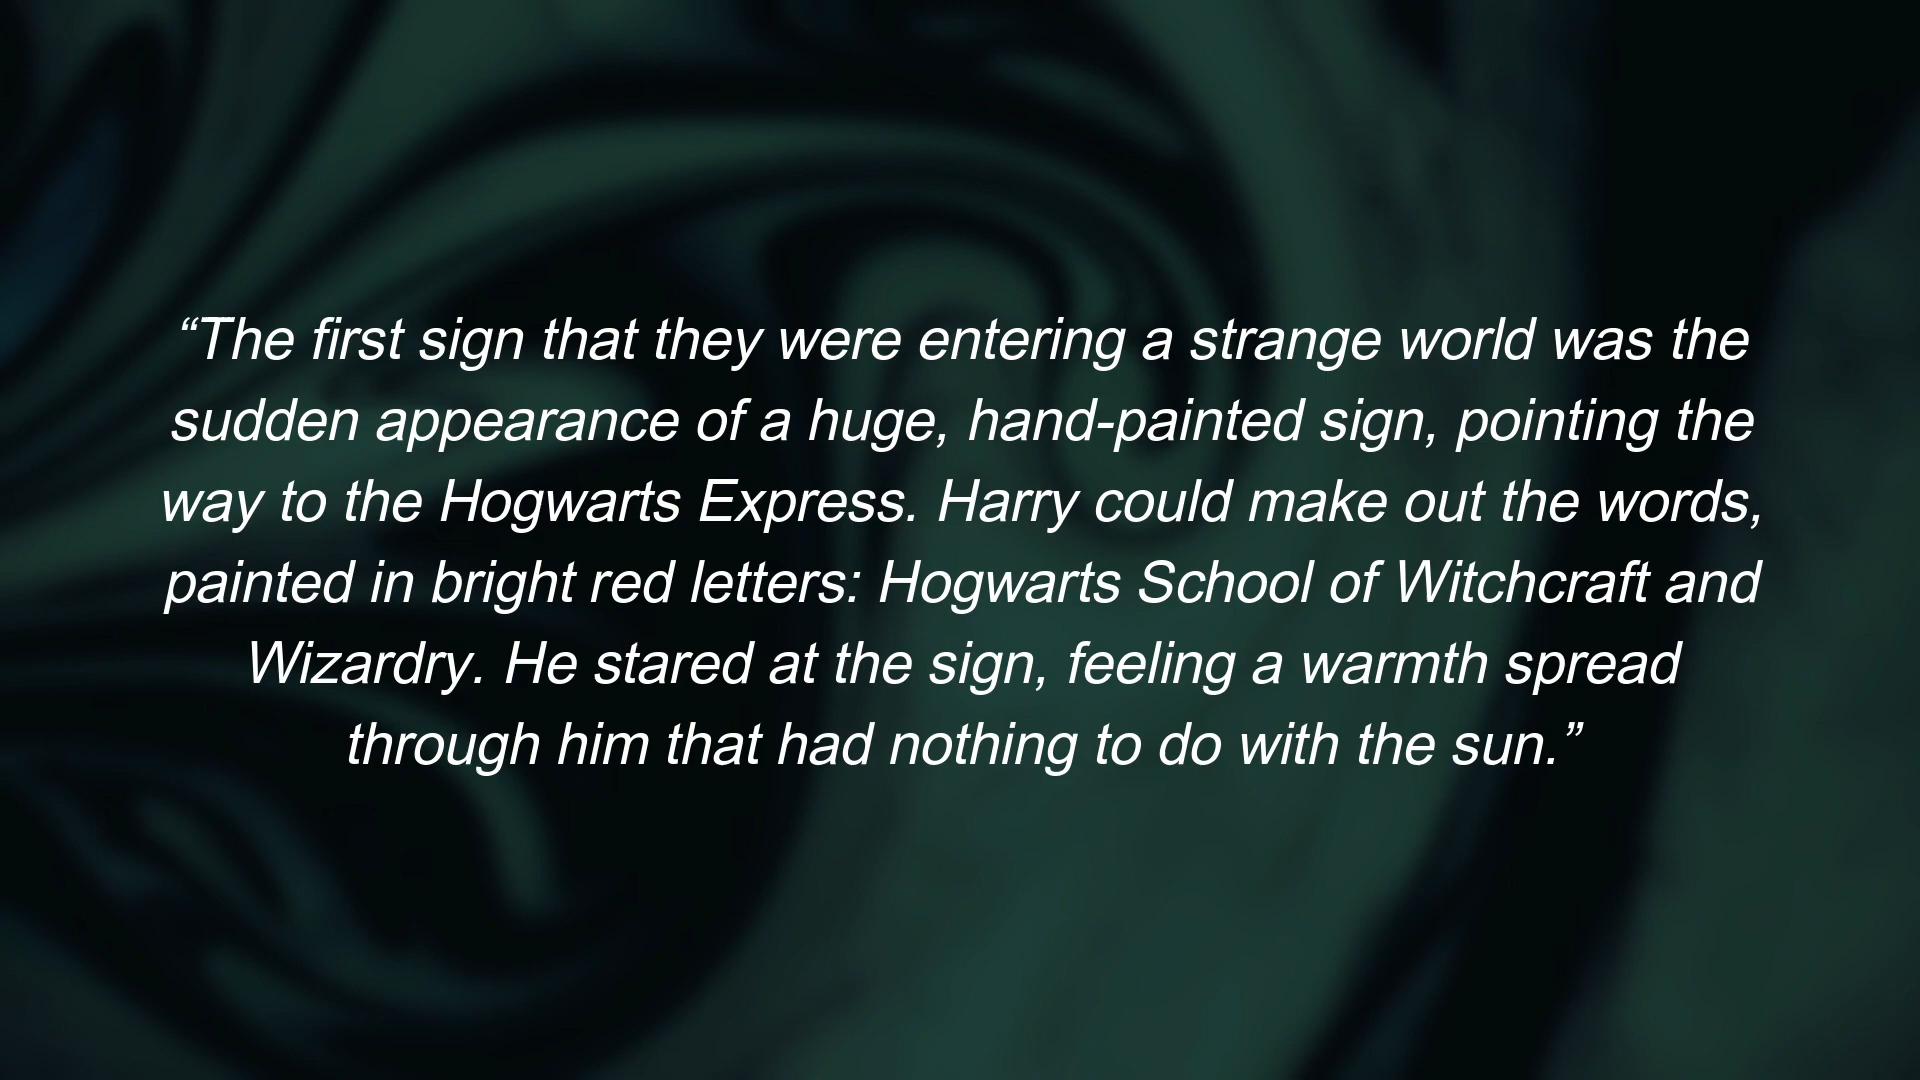 “The first sign that they were entering a strange world was the
sudden appearance of a huge, hand-painted sign, pointing the
way to the Hogwarts Express. Harry could make out the words,
painted in bright red letters: Hogwarts School of Witchcraft and
Wizardry. He stared at the sign, feeling a warmth spread
through him that had nothing to do with the sun.”